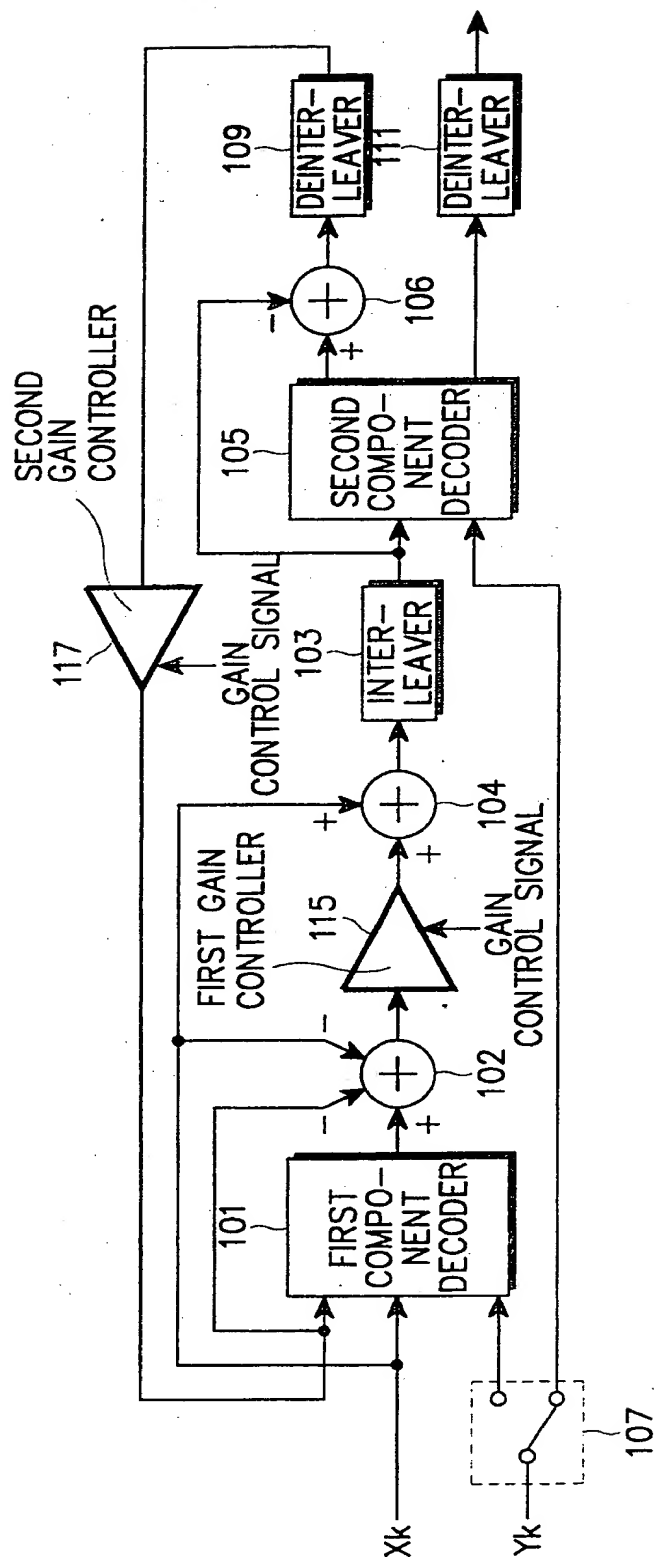 SECOND
GAIN
CONTROLLER
117
GAIN
CONTROL SIGNAL
FIRST GAIN
CONTROLLER
115
GAIN
CONTROL SIGNAL
101
FIRST
COMPO-
NENT
DECODER
102
+
-
-
+
104
+
+
+
103
INTER-
LEAVER
105
SECOND
COMPO-
NENT
DECODER
106
+
-
+
109
DEINTER-
LEAVER
111
DEINTER-
LEAVER
Xk
Yk
107